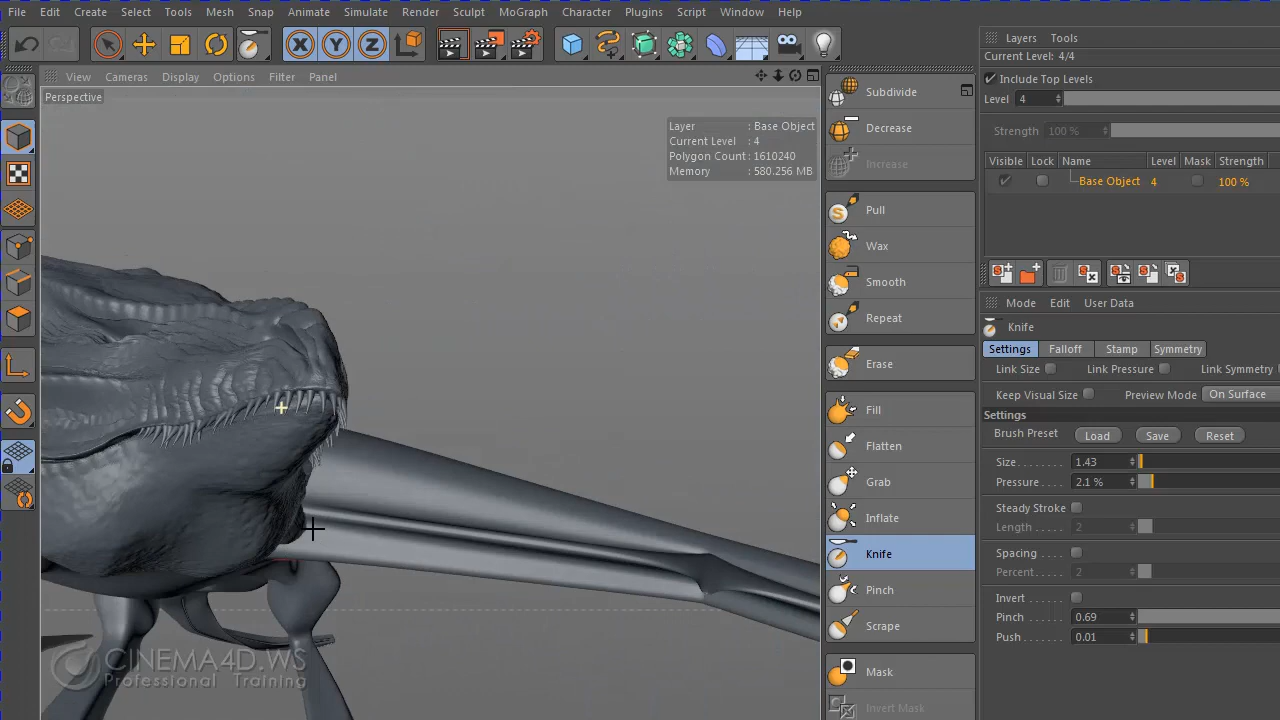 File Edit Create Select Tools Mesh Snap Animate Simulate Render Sculpt MoGraph Character Plugins Script Window Help
X Y Z
View Cameras Display Options Filter Panel
Perspective
Layer : Base Object
Current Level : 4
Polygon Count : 1610240
Memory : 580.256 MB
Subdivide
Decrease
Increase
Pull
Wax
Smooth
Repeat
Erase
Fill
Flatten
Grab
Inflate
Knife
Pinch
Scrape
Mask
Invert Mask
Layers Tools
Current Level: 4/4
Include Top Levels
Level 4
Strength 100 %
Visible Lock Name Level Mask Strength
Base Object 4 100 %
Mode Edit User Data
Knife
Settings Falloff Stamp Symmetry
Link Size Link Pressure Link Symmetry
Keep Visual Size Preview Mode On Surface
Settings
Brush Preset Load Save Reset
Size 1.43
Pressure 2.1 %
Steady Stroke
Length 2
Spacing
Percent 2
Invert
Pinch 0.69
Push 0.01
CINEMA4D.WS
Professional Training